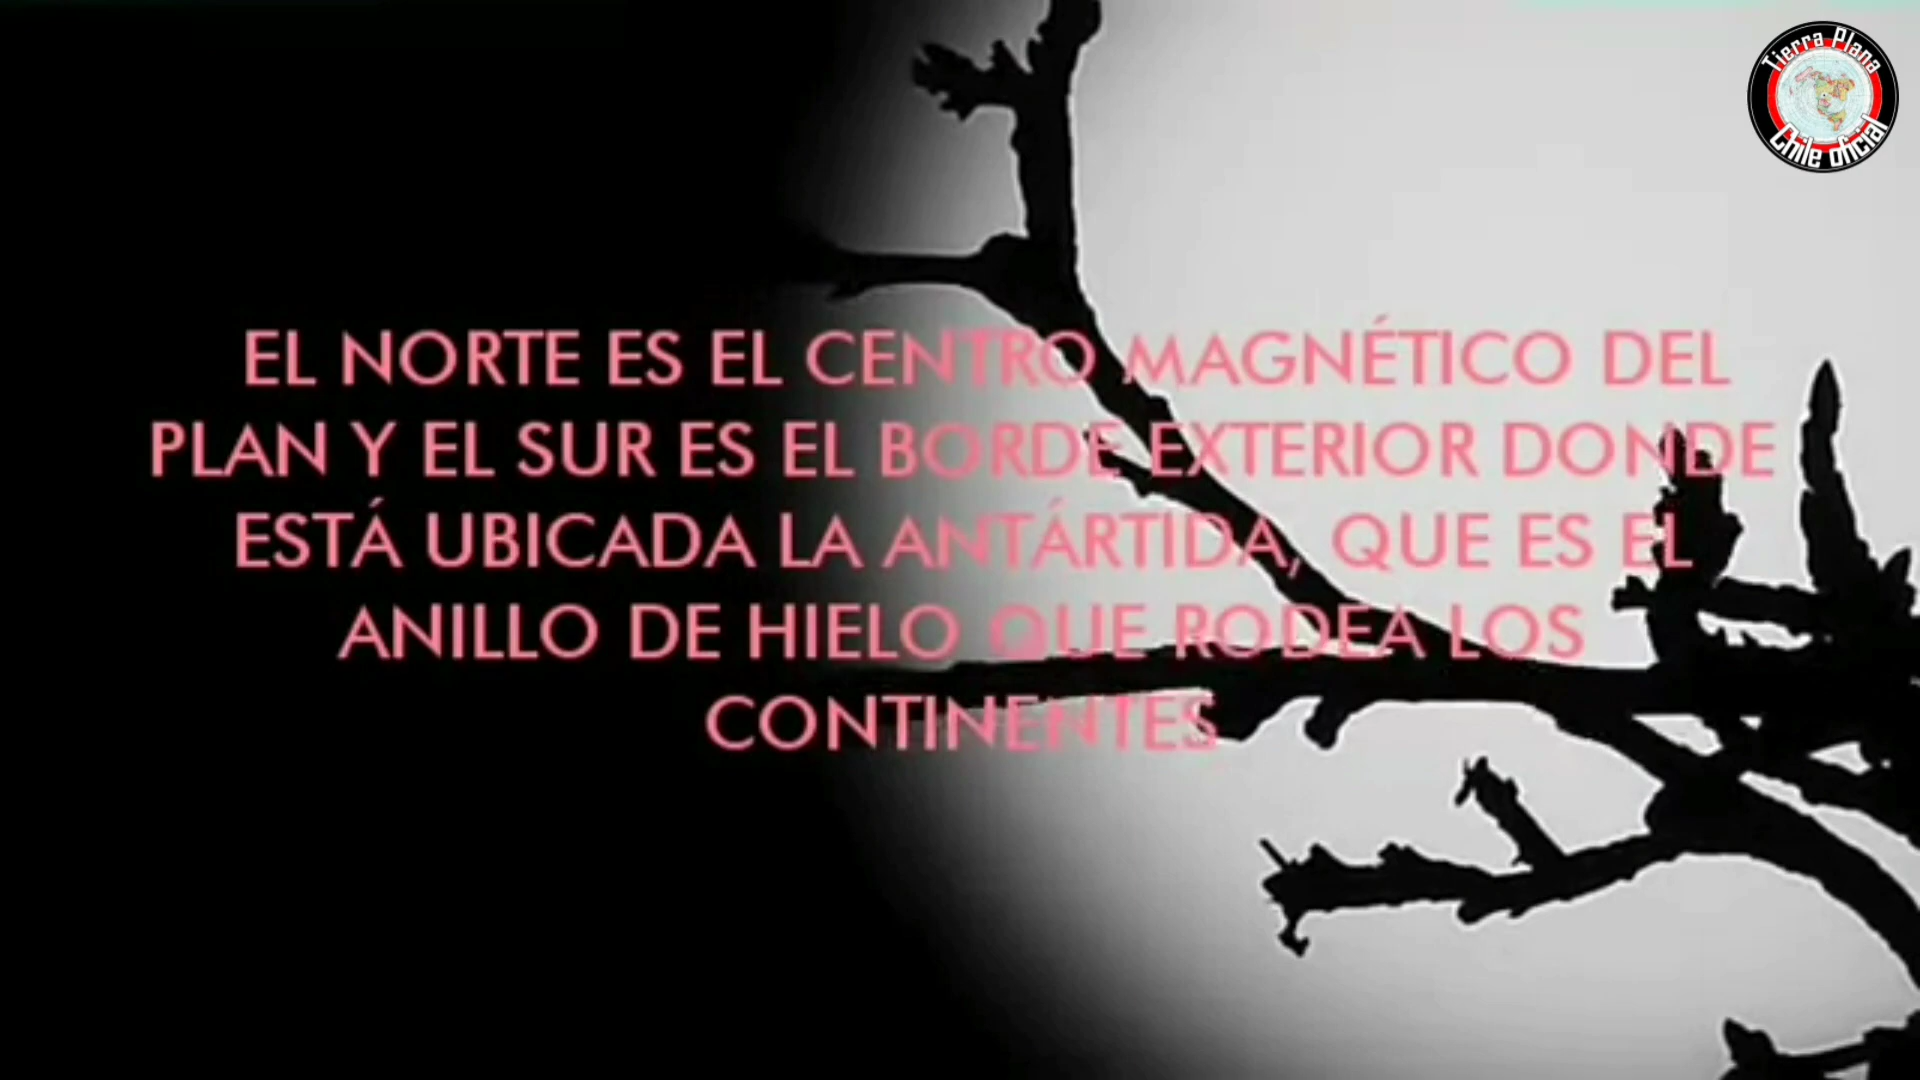 Tierra Plana
Chile oficial
EL NORTE ES EL CENTRO MAGNÉTICO DEL
PLAN Y EL SUR ES EL BORDE EXTERIOR DONDE
ESTÁ UBICADA LA ANTÁRTIDA, QUE ES EL
ANILLO DE HIELO QUE RODEA LOS
CONTINENTES